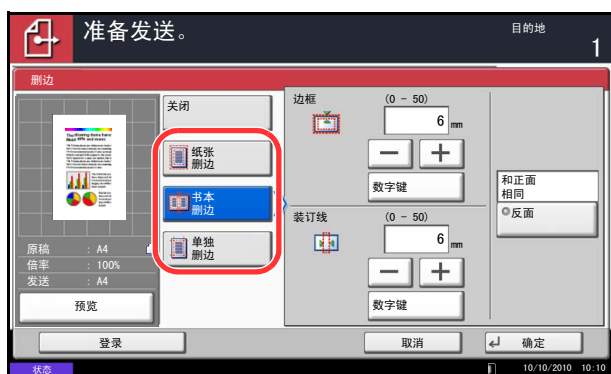 准备发送。
目的地
1
删边
关闭
纸张
删边
书本
删边
单独
删边
边框
(0 - 50)
6 mm
数字键
装订线
(0 - 50)
6 mm
数字键
和正面
相同
反面
原稿 : A4
倍率 : 100%
发送 : A4
预览
登录
取消
确定
状态
10/10/2010 10:10